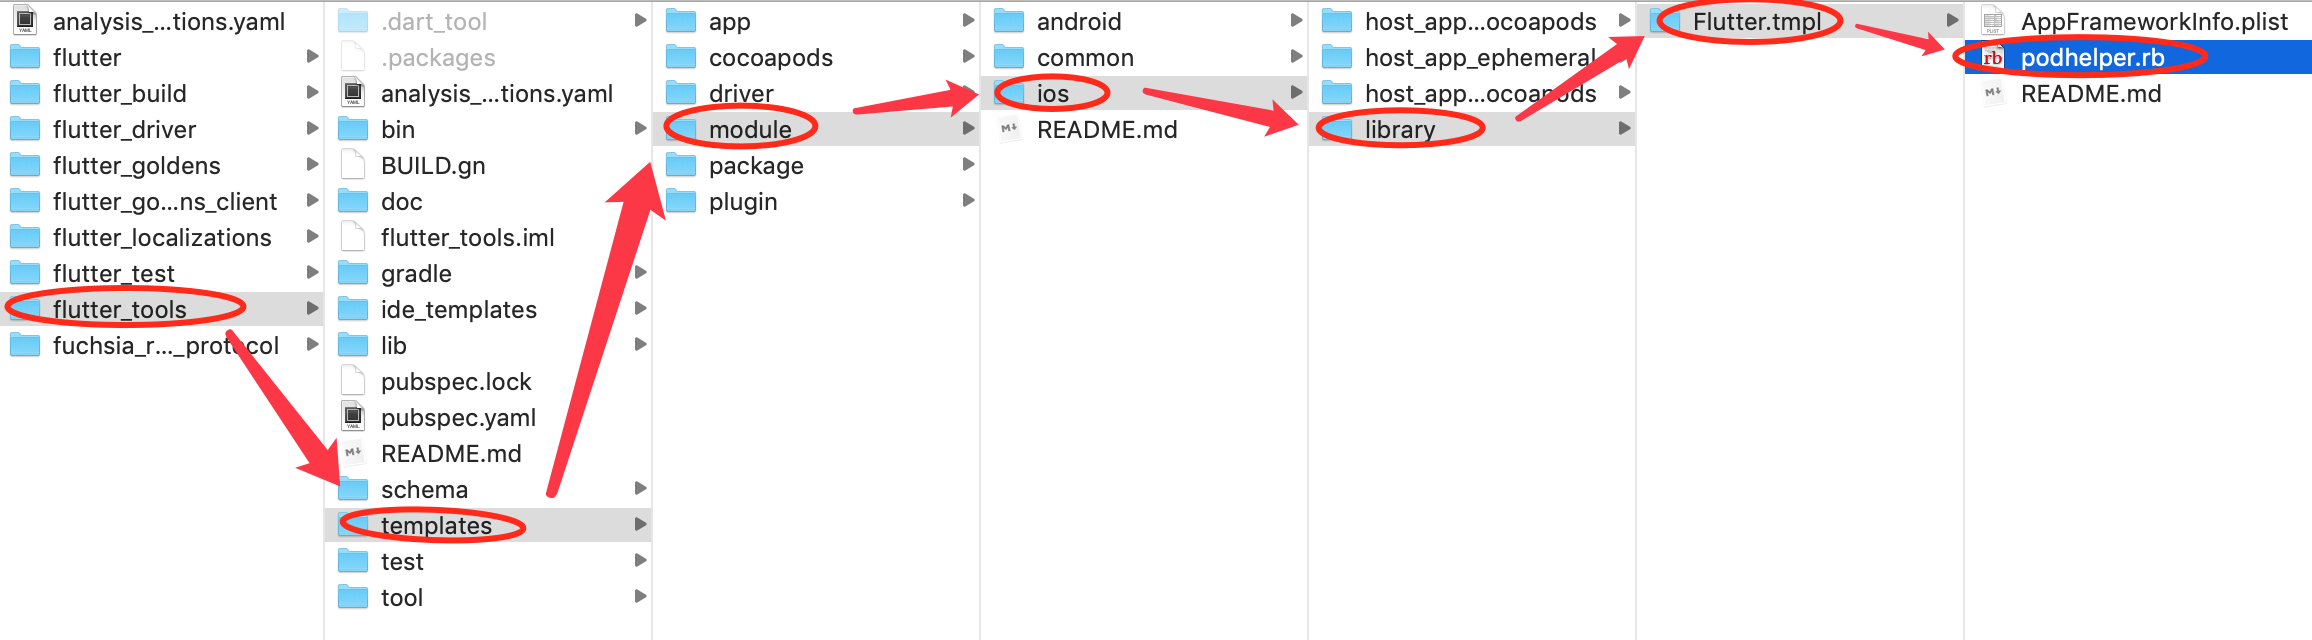 analysis_...tions.yaml
flutter
flutter_build
flutter_driver
flutter_goldens
flutter_go...ns_client
flutter_localizations
flutter_test
flutter_tools
fuchsia_r..._protocol
.dart_tool
.packages
analysis_...tions.yaml
bin
BUILD.gn
doc
flutter_tools.iml
gradle
ide_templates
lib
pubspec.lock
pubspec.yaml
README.md
schema
templates
test
tool
app
cocoapods
driver
module
package
plugin
android
common
ios
README.md
host_app...ocoapods
host_app_ephemeral
host_app...ocoapods
library
Flutter.tmpl
AppFrameworkInfo.plist
podhelper.rb
README.md